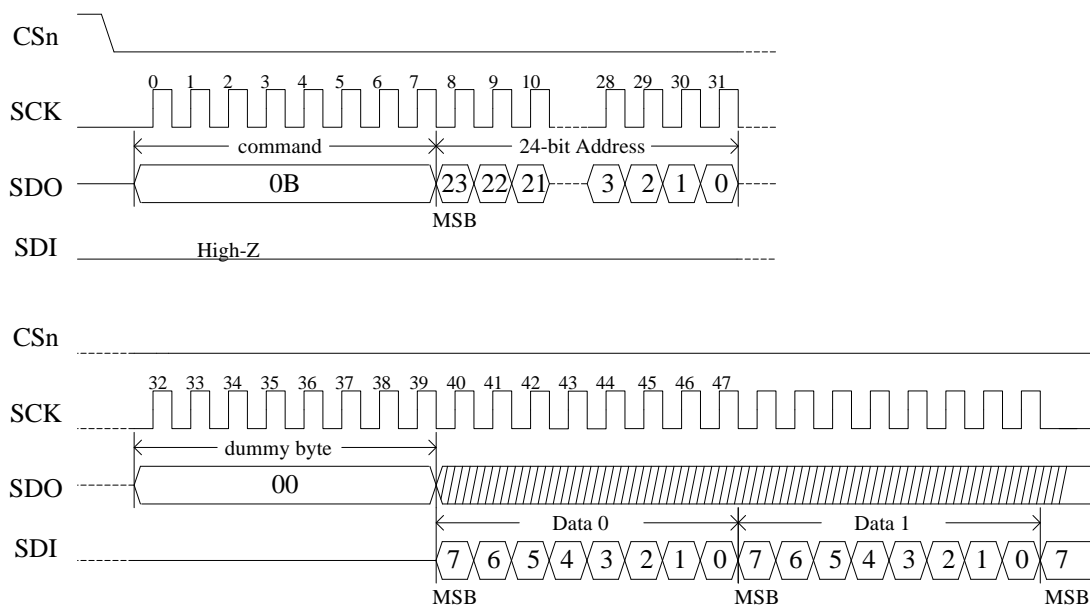 CSn
0 1 2 3 4 5 6 7 8 9 10 28 29 30 31
SCK
command 24-bit Address
SDO 0B 23 22 21 3 2 1 0
MSB
SDI High-Z
CSn
32 33 34 35 36 37 38 39 40 41 42 43 44 45 46 47
SCK
dummy byte
SDO 00
Data 0 Data 1
SDI 7 6 5 4 3 2 1 0 7 6 5 4 3 2 1 0 7
MSB MSB MSB